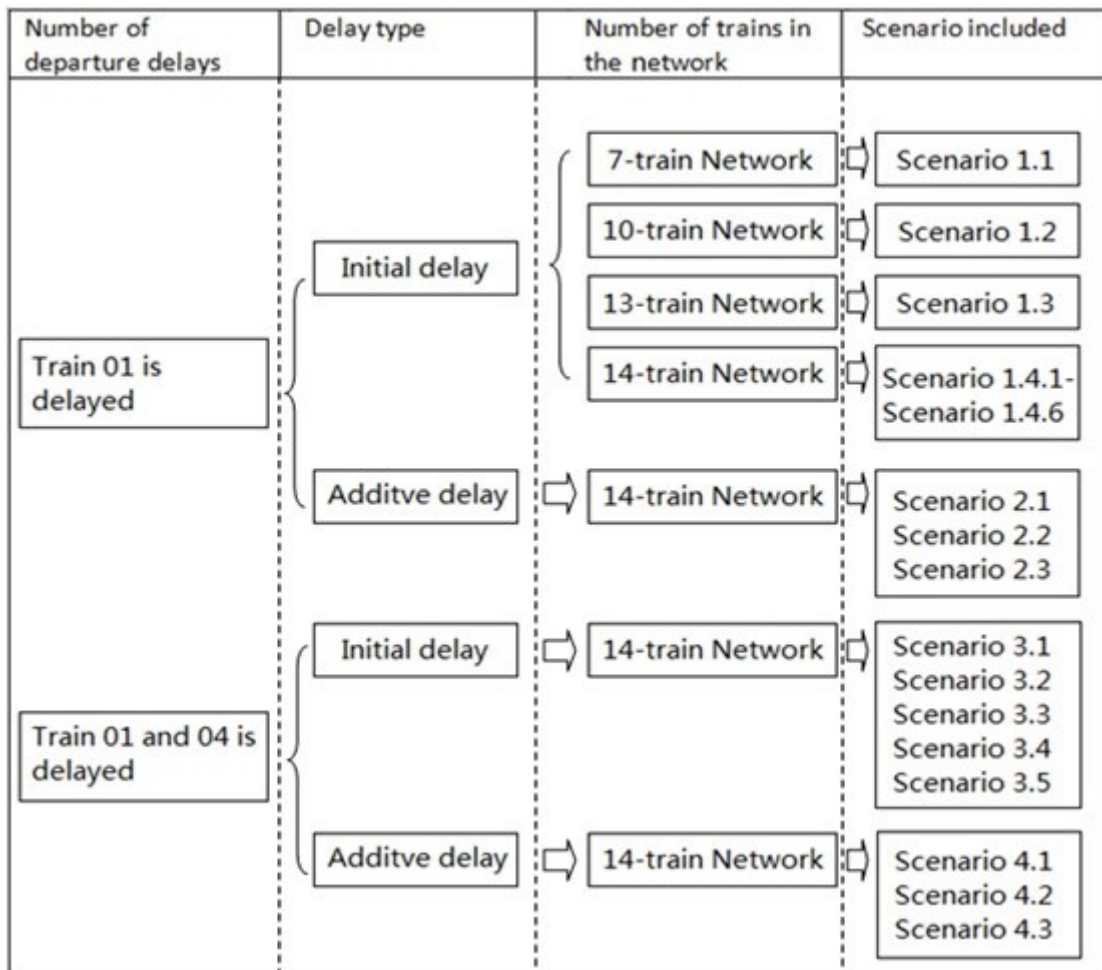 Number of
departure delays
Delay type
Number of trains in
the network
Scenario included
Train 01 is
delayed
Initial delay
7-train Network
Scenario 1.1
10-train Network
Scenario 1.2
13-train Network
Scenario 1.3
14-train Network
Scenario 1.4.1-
Scenario 1.4.6
Additve delay
14-train Network
Scenario 2.1
Scenario 2.2
Scenario 2.3
Train 01 and 04 is
delayed
Initial delay
14-train Network
Scenario 3.1
Scenario 3.2
Scenario 3.3
Scenario 3.4
Scenario 3.5
Additve delay
14-train Network
Scenario 4.1
Scenario 4.2
Scenario 4.3